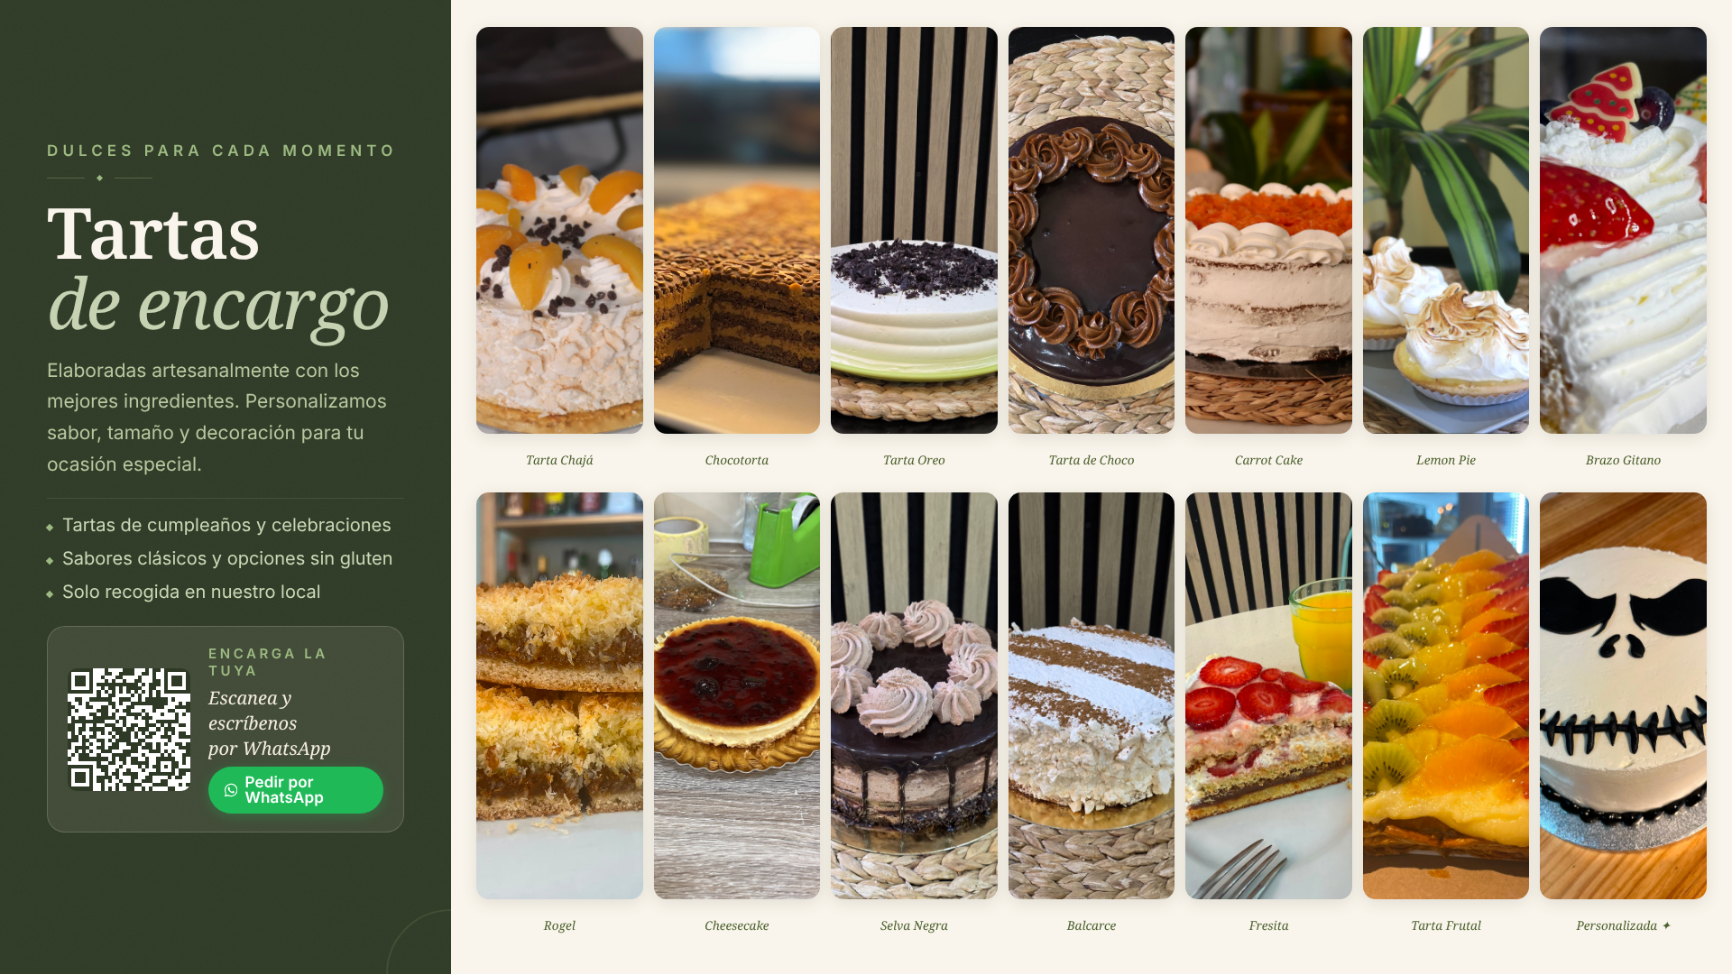 DULCES PARA CADA MOMENTO
Tartas
de encargo
Elaboradas artesanalmente con los
mejores ingredientes. Personalizamos
sabor, tamaño y decoración para tu
ocasión especial.
Tartas de cumpleaños y celebraciones
Sabores clásicos y opciones sin gluten
Solo recogida en nuestro local
ENCARGA LA
TUYA
Escanea y
escríbenos
por WhatsApp
Pedir por
WhatsApp
Tarta Chajá
Chocotorta
Tarta Oreo
Tarta de Choco
Carrot Cake
Lemon Pie
Brazo Gitano
Rogel
Cheesecake
Selva Negra
Balcarce
Fresita
Tarta Frutal
Personalizada ✦